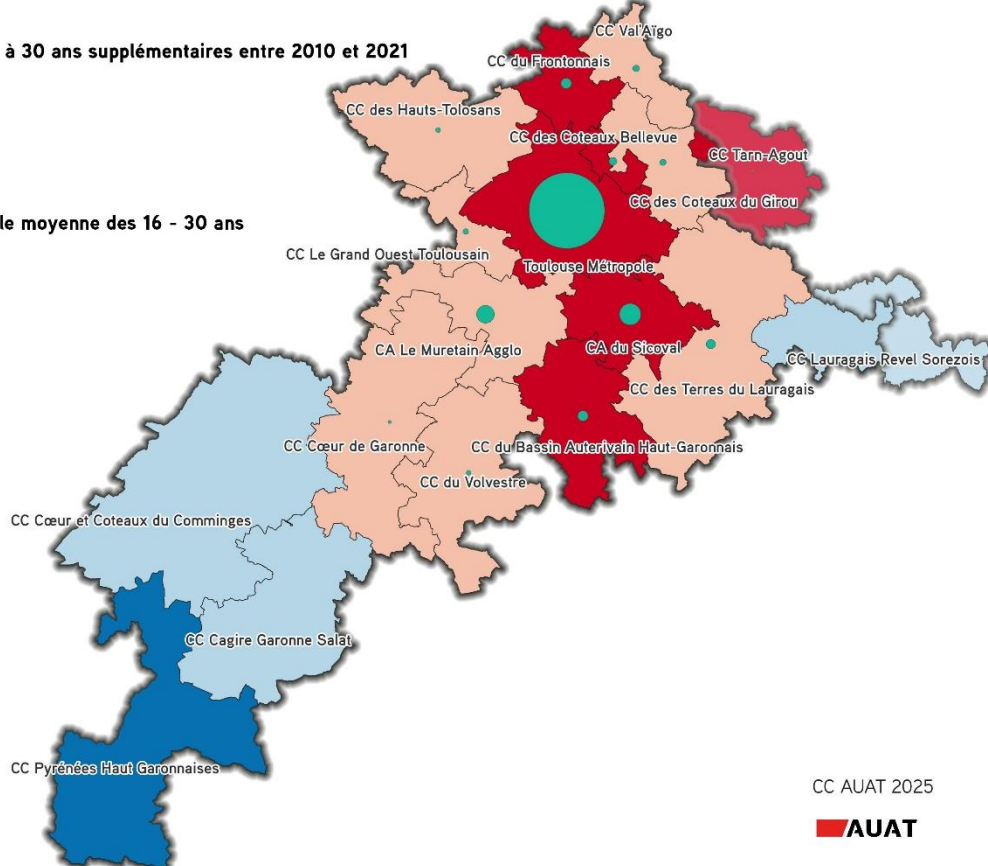 CC Val'Aïgo
à 30 ans supplémentaires entre 2010 et 2021
CC du Frontonnais
CC des Hauts-Tolosans
CC des Coteaux Bellevue
CC Tarn-Agout
CC des Coteaux du Girou
le moyenne des 16 - 30 ans
CC Le Grand Ouest Toulousain
Toulouse Métropole
CA Le Muretain Agglo
CA du Sicoval
CC Lauragais Revel Sorezois
CC des Terres du Lauragais
CC Cœur de Garonne
CC du Bassin Auterivain Haut-Garonnais
CC du Volvestre
CC Cœur et Coteaux du Comminges
CC Cagire Garonne Salat
CC Pyrénées Haut Garonnaises
CC AUAT 2025
AUAT